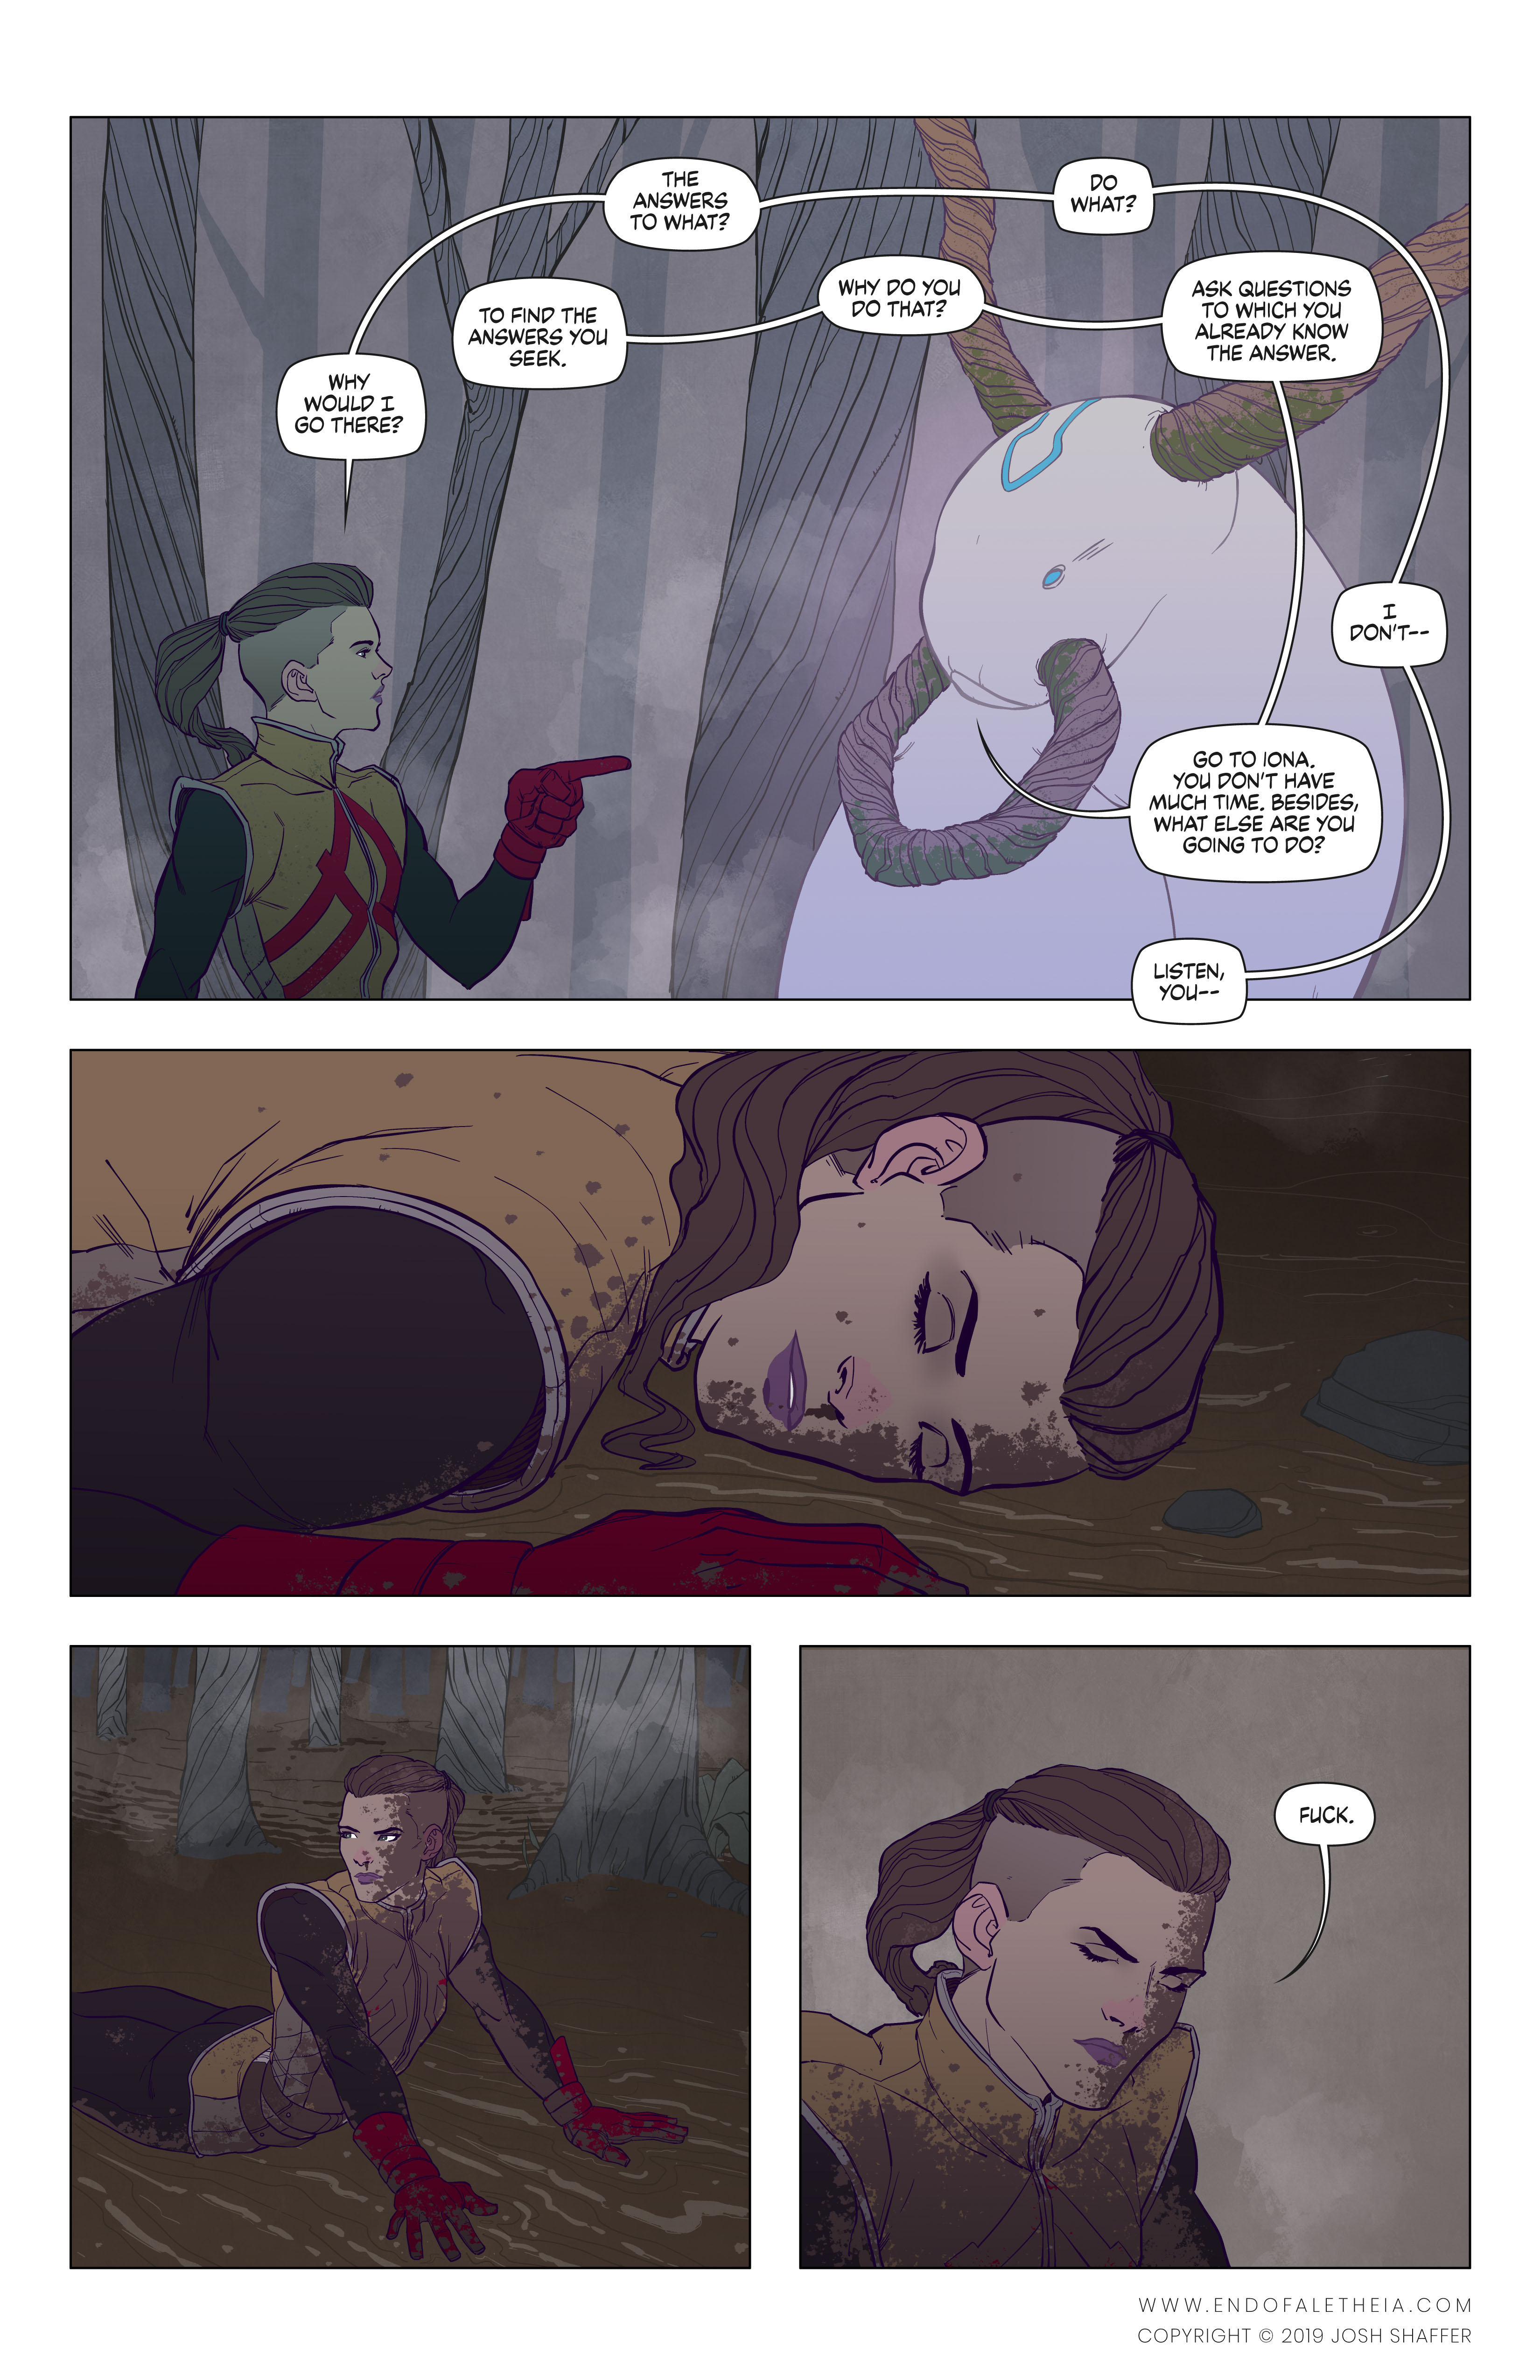 WHY
WOULD I
GO THERE?
TO FIND THE
ANSWERS YOU
SEEK.
THE
ANSWERS
TO WHAT?
WHY DO YOU
DO THAT?
DO
WHAT?
ASK QUESTIONS
TO WHICH YOU
ALREADY KNOW
THE ANSWER.
I
DON'T--
GO TO IONA.
YOU DON'T HAVE
MUCH TIME. BESIDES,
WHAT ELSE ARE YOU
GOING TO DO?
LISTEN,
YOU--
FUCK.
WWW.ENDOFALETHEIA.COM
COPYRIGHT © 2019 JOSH SHAFFER